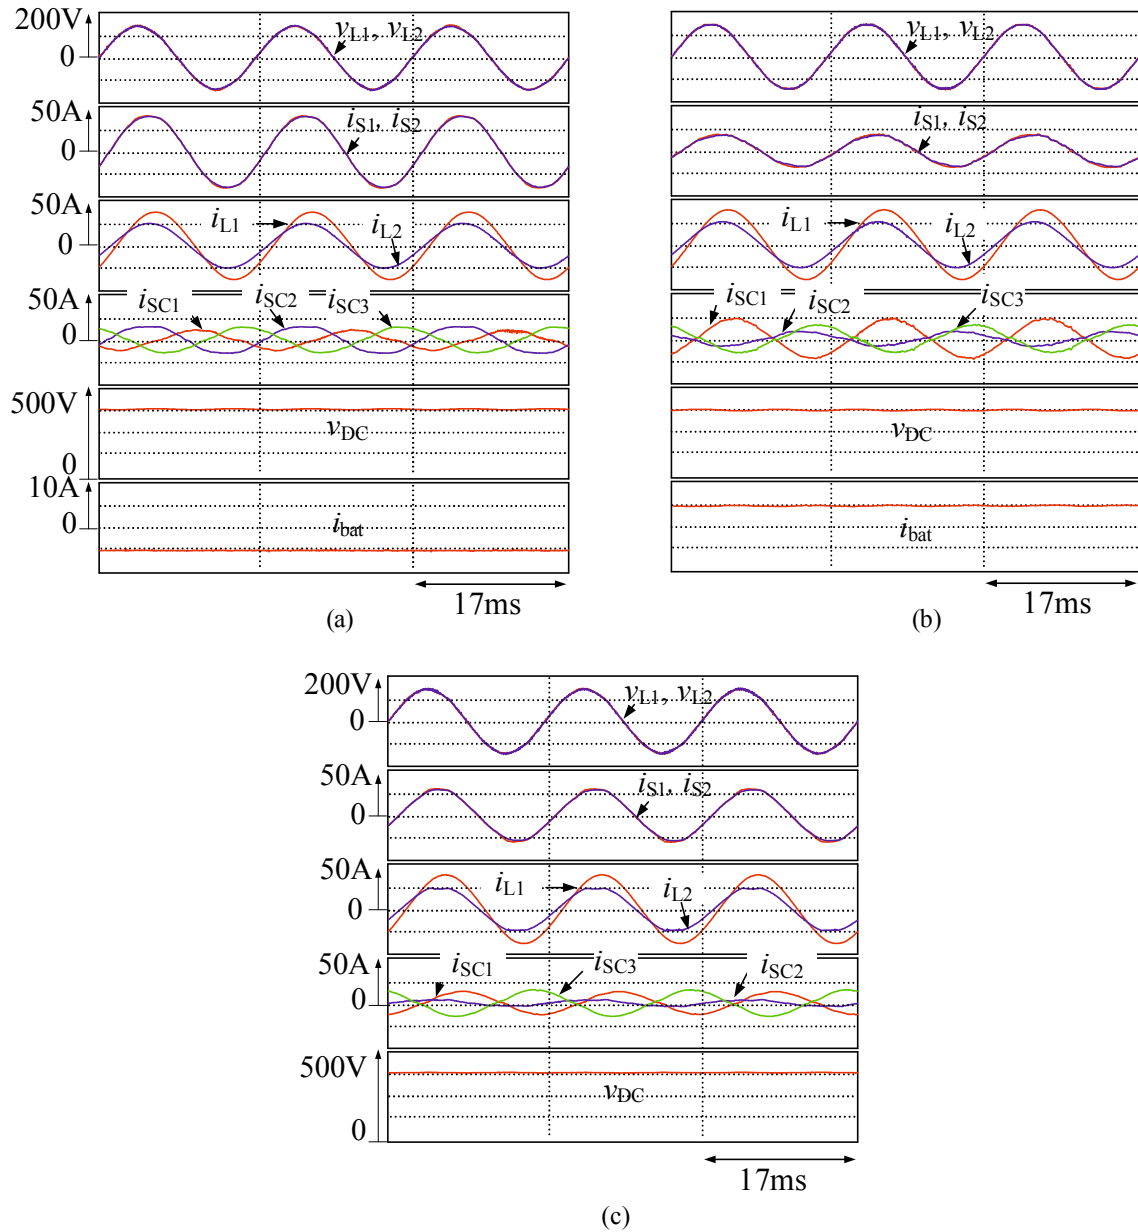 200V
0
vL1, vL2
50A
0
iS1, iS2
50A
0
iL1
iL2
50A
0
iSC1
iSC2
iSC3
500V
0
vDC
10A
0
ibat
17ms
(a)
vL1, vL2
iS1, iS2
iL1
iL2
iSC1
iSC2
iSC3
vDC
ibat
17ms
(b)
200V
0
vL1, vL2
50A
0
iS1, iS2
50A
0
iL1
iL2
50A
0
iSC1
iSC3
iSC2
500V
0
vDC
17ms
(c)